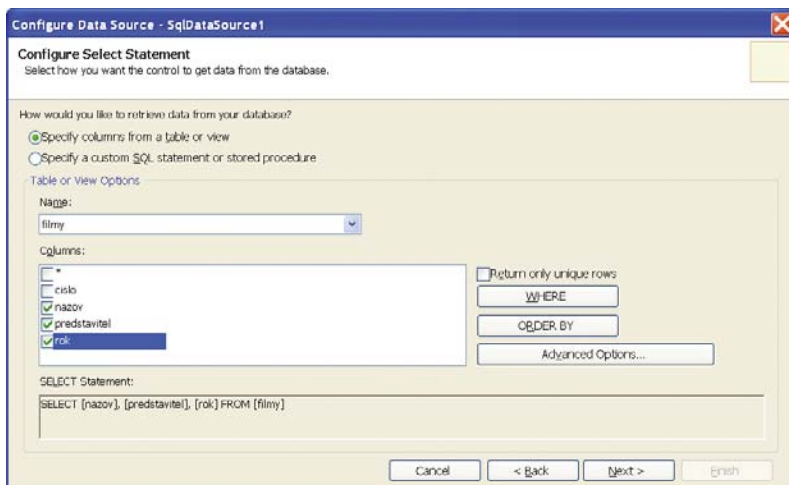 Configure Data Source - SqlDataSource1
Configure Select Statement
Select how you want the control to get data from the database.
How would you like to retrieve data from your database?
Specify columns from a table or view
Specify a custom SQL statement or stored procedure
Table or View Options
Name:
filmy
Columns:
*
cislo
nazov
predstavitel
rok
Return only unique rows
WHERE
ORDER BY
Advanced Options...
SELECT Statement:
SELECT [nazov], [predstavitel], [rok] FROM [filmy]
Cancel
< Back
Next >
Finish